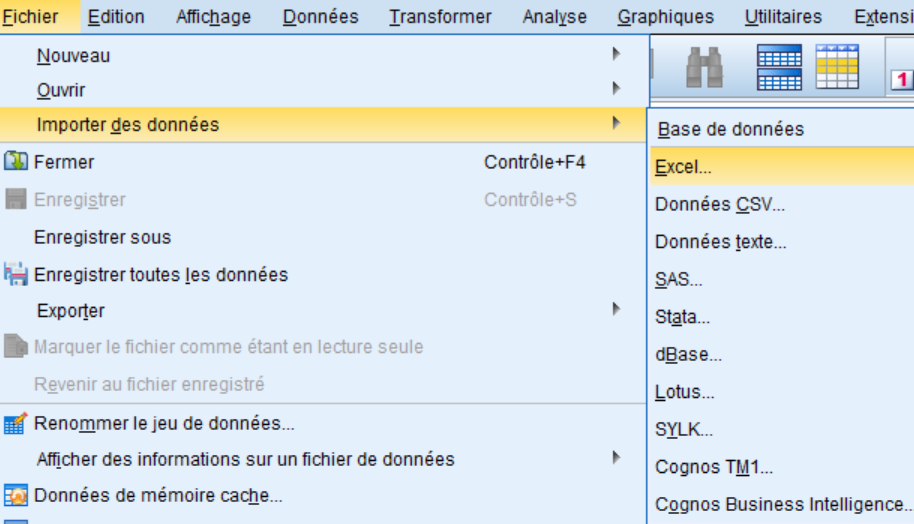 Fichier Edition Affichage Données Transformer Analyse Graphiques Utilitaires Extensi
Nouveau
Ouvrir
1
Importer des données
Base de données
Fermer Contrôle+F4
Excel...
Enregistrer Contrôle+S
Données CSV...
Enregistrer sous
Données texte...
Enregistrer toutes les données
SAS...
Exporter
Stata...
Marquer le fichier comme étant en lecture seule
dBase...
Revenir au fichier enregistré
Lotus...
Renommer le jeu de données...
SYLK...
Afficher des informations sur un fichier de données
Cognos TM1...
Données de mémoire cache...
Cognos Business Intelligence..